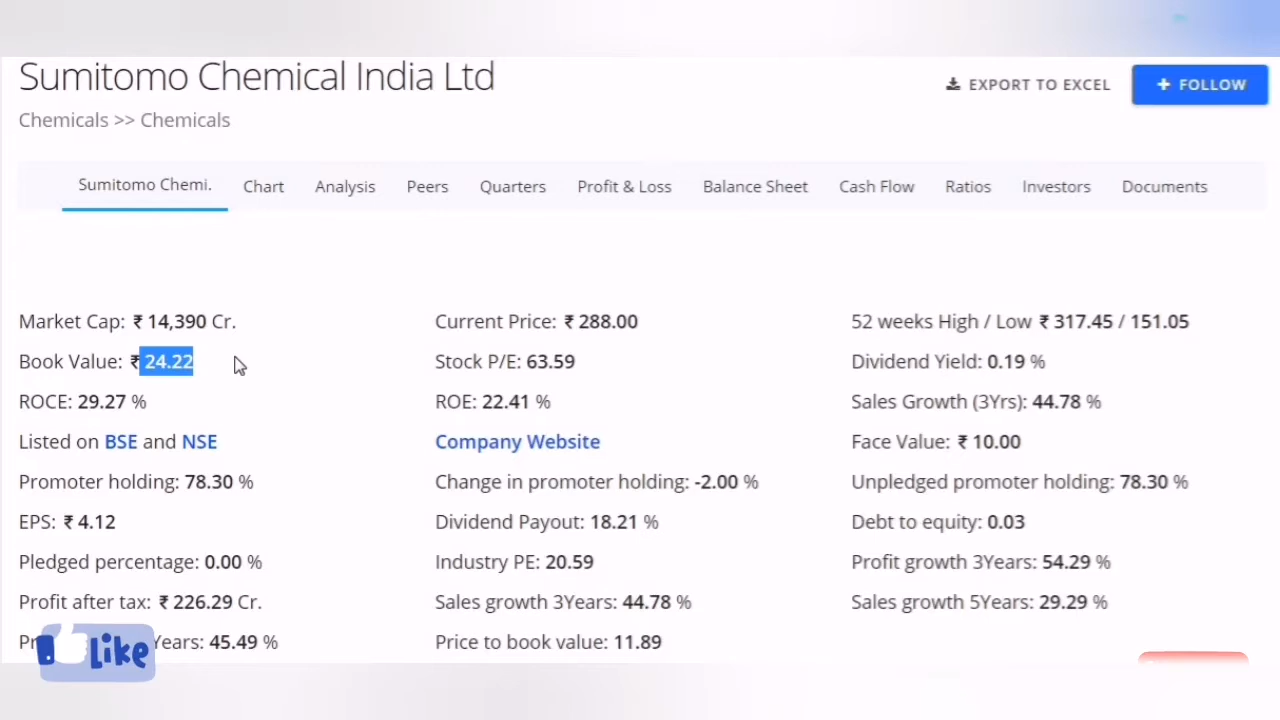 Sumitomo Chemical India Ltd
EXPORT TO EXCEL
+ FOLLOW
Chemicals >> Chemicals
Sumitomo Chemi. Chart Analysis Peers Quarters Profit & Loss Balance Sheet Cash Flow Ratios Investors Documents
Market Cap: ₹ 14,390 Cr. Current Price: ₹ 288.00 52 weeks High / Low ₹ 317.45 / 151.05
Book Value: ₹ 24.22 Stock P/E: 63.59 Dividend Yield: 0.19 %
ROCE: 29.27 % ROE: 22.41 % Sales Growth (3Yrs): 44.78 %
Listed on BSE and NSE Company Website Face Value: ₹ 10.00
Promoter holding: 78.30 % Change in promoter holding: -2.00 % Unpledged promoter holding: 78.30 %
EPS: ₹ 4.12 Dividend Payout: 18.21 % Debt to equity: 0.03
Pledged percentage: 0.00 % Industry PE: 20.59 Profit growth 3Years: 54.29 %
Profit after tax: ₹ 226.29 Cr. Sales growth 3Years: 44.78 % Sales growth 5Years: 29.29 %
Years: 45.49 % Price to book value: 11.89
like